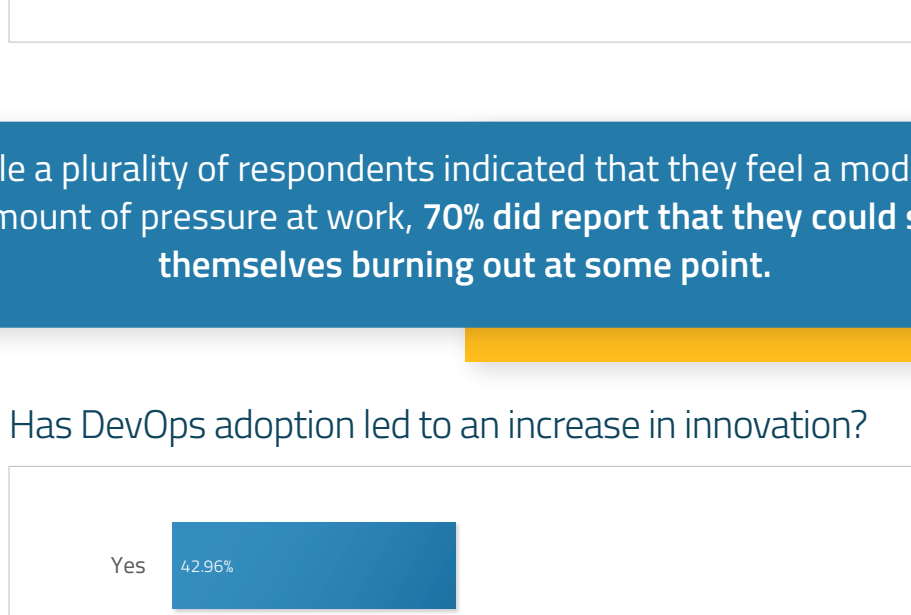 le a plurality of respondents indicated that they feel a mod
mount of pressure at work, 70% did report that they could s
themselves burning out at some point.
Has DevOps adoption led to an increase in innovation?
Yes
42.96%